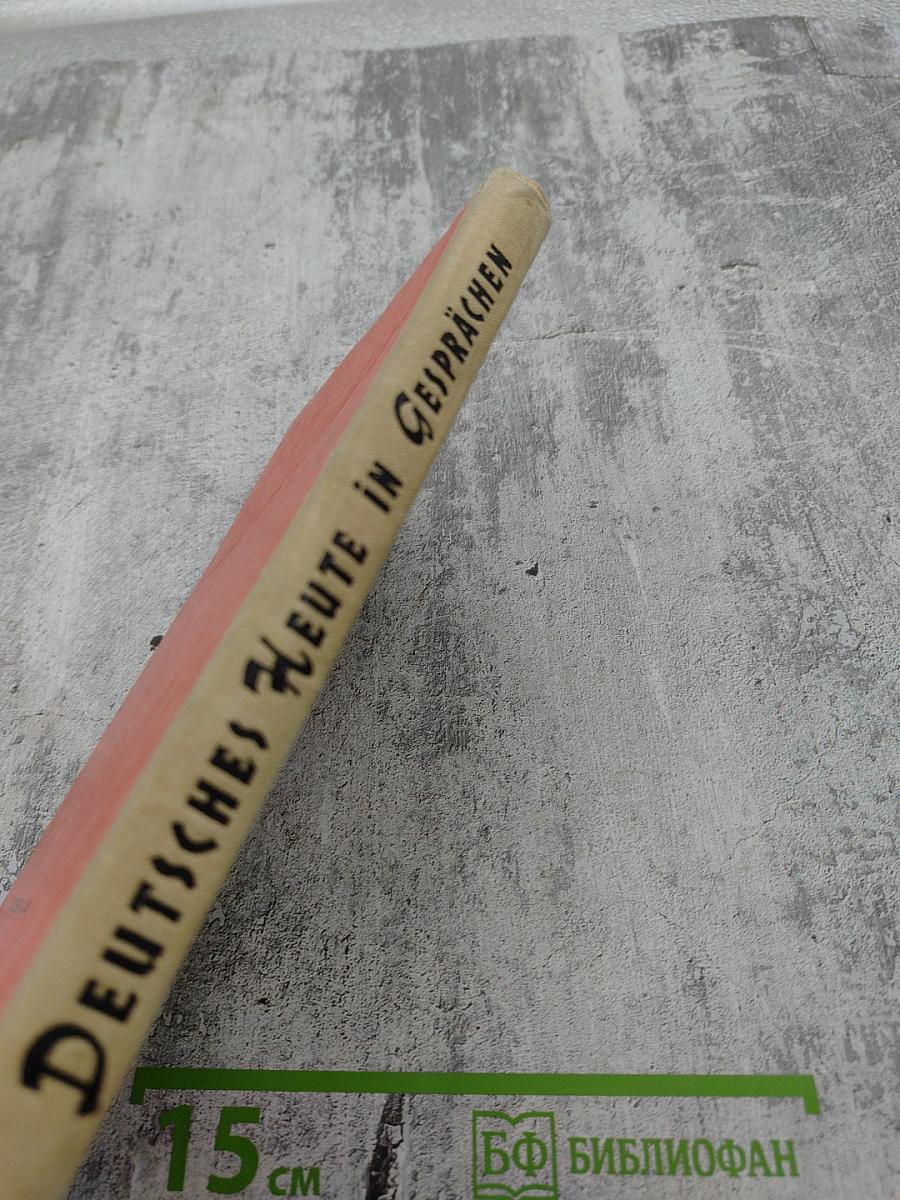 DEUTSCHES HEUTE IN GESPRÄCHEN
15 СМ
БФ БИБЛИОФАН